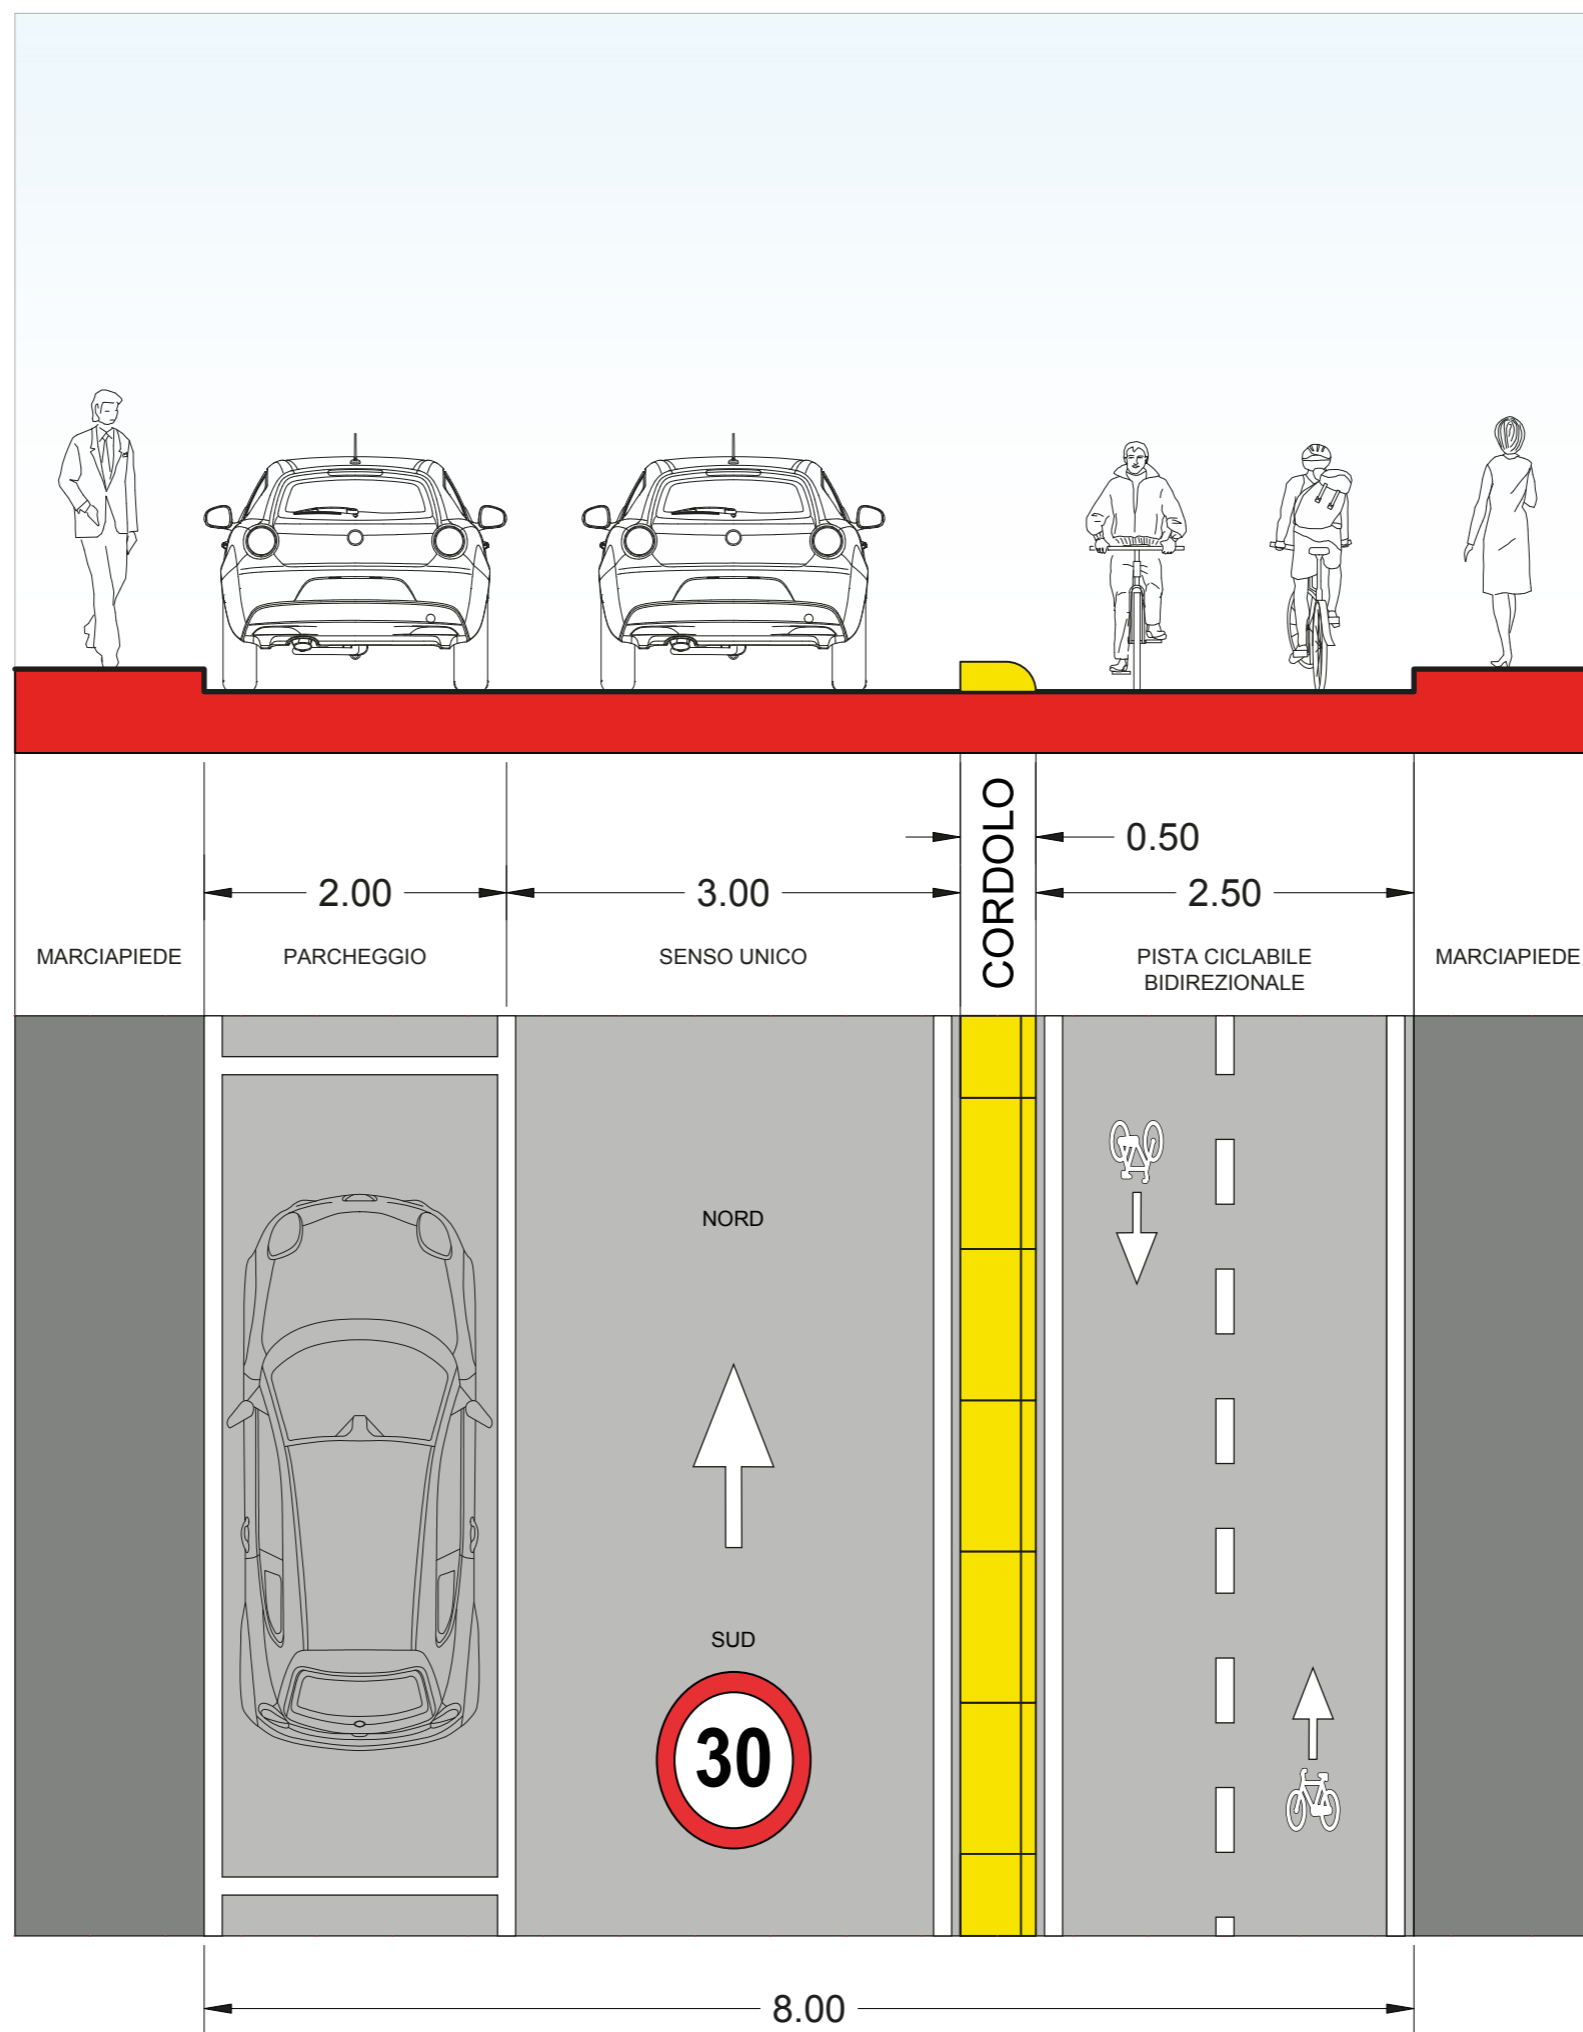 CORDOLO
0.50
2.00
3.00
2.50
MARCIAPIEDE
PARCHEGGIO
SENSO UNICO
PISTA CICLABILE
BIDIREZIONALE
MARCIAPIEDE
NORD
SUD
30
8.00